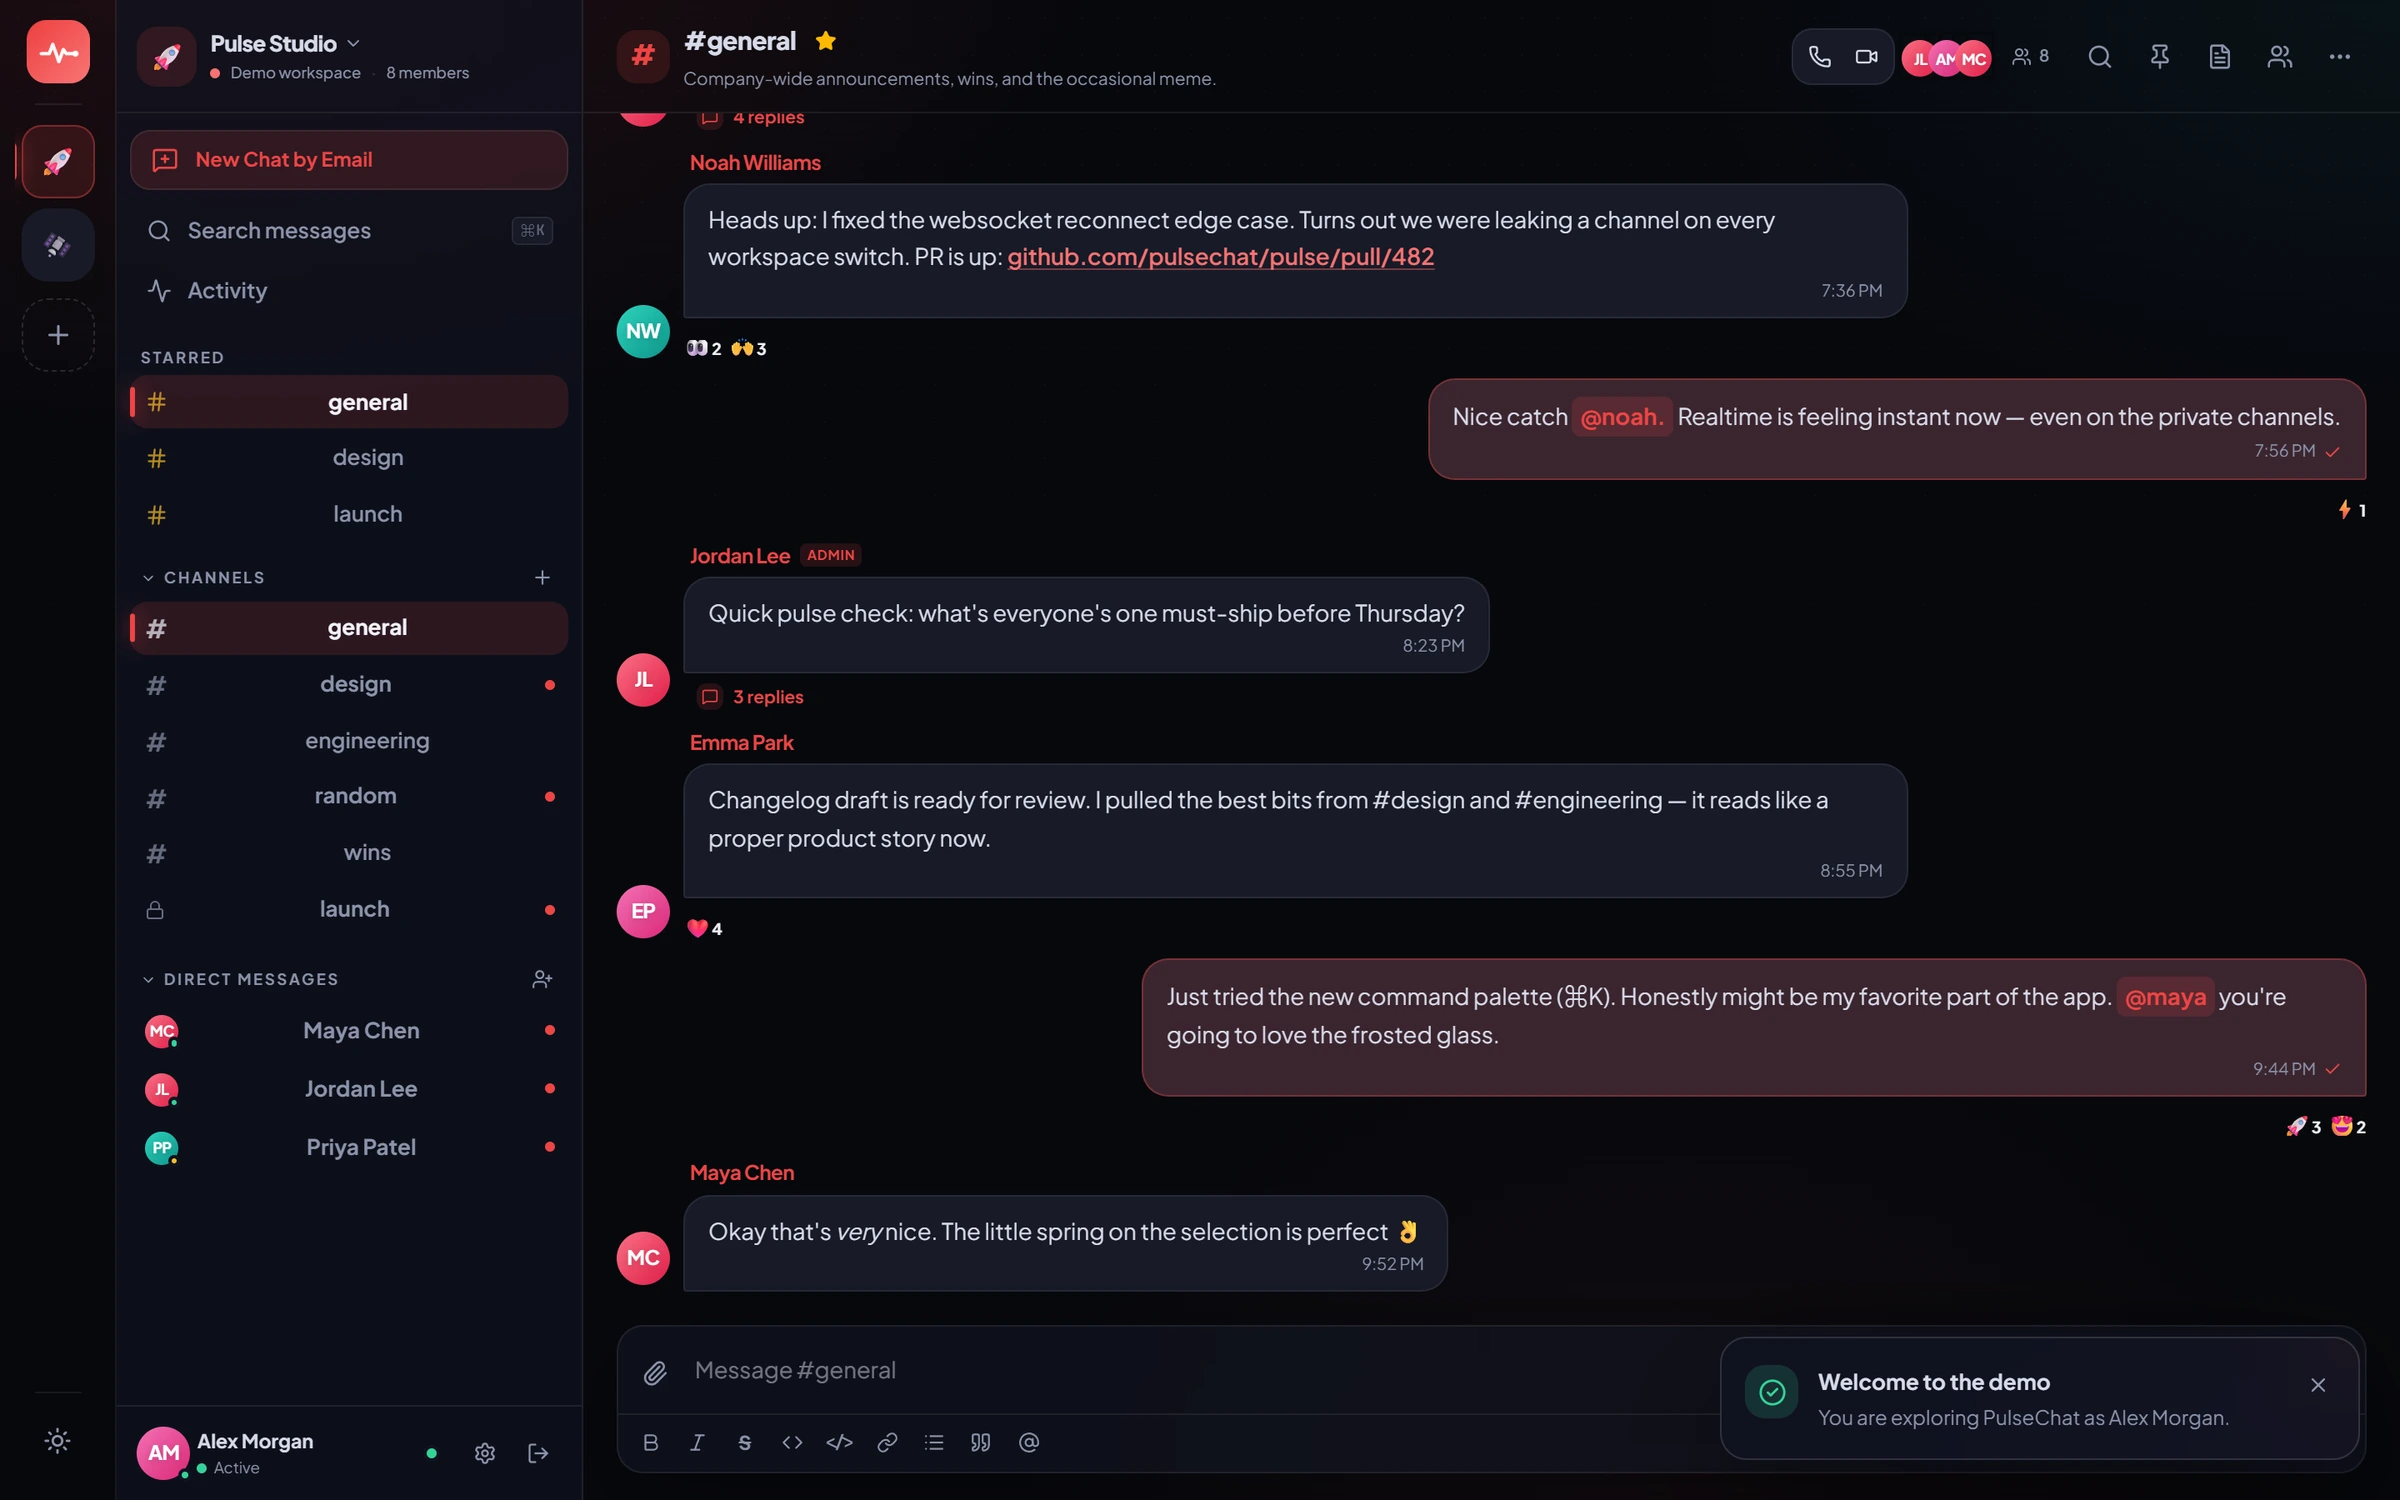 Pulse Studio
Demo workspace · 8 members
New Chat by Email
Search messages ⌘K
Activity
STARRED
# general
# design
# launch
CHANNELS
# general
# design
# engineering
# random
# wins
launch
DIRECT MESSAGES
MC Maya Chen
JL Jordan Lee
PP Priya Patel
AM Alex Morgan
Active
# #general
Company-wide announcements, wins, and the occasional meme.
JL AM MC 8
4 replies
Noah Williams
Heads up: I fixed the websocket reconnect edge case. Turns out we were leaking a channel on every
workspace switch. PR is up: github.com/pulsechat/pulse/pull/482
7:36 PM
NW
👀 2 🙌 3
Nice catch @noah. Realtime is feeling instant now — even on the private channels.
7:56 PM
⚡ 1
Jordan Lee ADMIN
Quick pulse check: what's everyone's one must-ship before Thursday?
8:23 PM
JL
3 replies
Emma Park
Changelog draft is ready for review. I pulled the best bits from #design and #engineering — it reads like a
proper product story now.
8:55 PM
EP
❤️ 4
Just tried the new command palette (⌘K). Honestly might be my favorite part of the app. @maya you're
going to love the frosted glass.
9:44 PM
🚀 3 😍 2
Maya Chen
Okay that's very nice. The little spring on the selection is perfect 👌
9:52 PM
MC
Message #general
B I S <> </> @
Welcome to the demo
You are exploring PulseChat as Alex Morgan.